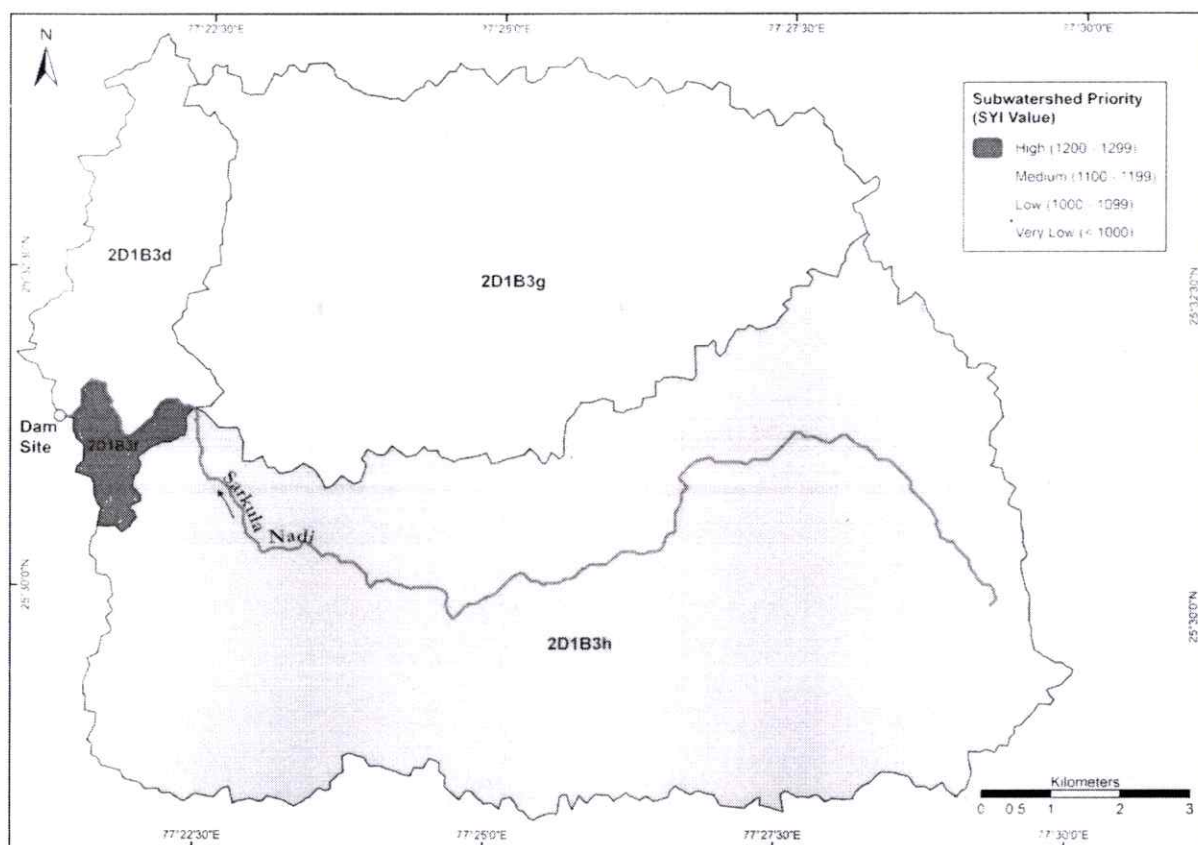 77°22'30"E
77°25'0"E
77°27'30"E
77°30'0"E
N
Subwatershed Priority
(SYI Value)
High (1200 - 1299)
Medium (1100 - 1199)
Low (1000 - 1099)
Very Low (< 1000)
25°32'30"N
2D1B3d
2D1B3g
25°32'30"N
Dam
Site
2D1B3f
Sarkula
Nadi
25°30'0"N
2D1B3h
25°30'0"N
Kilometers
0 0.5 1 2 3
77°22'30"E
77°25'0"E
77°27'30"E
77°30'0"E